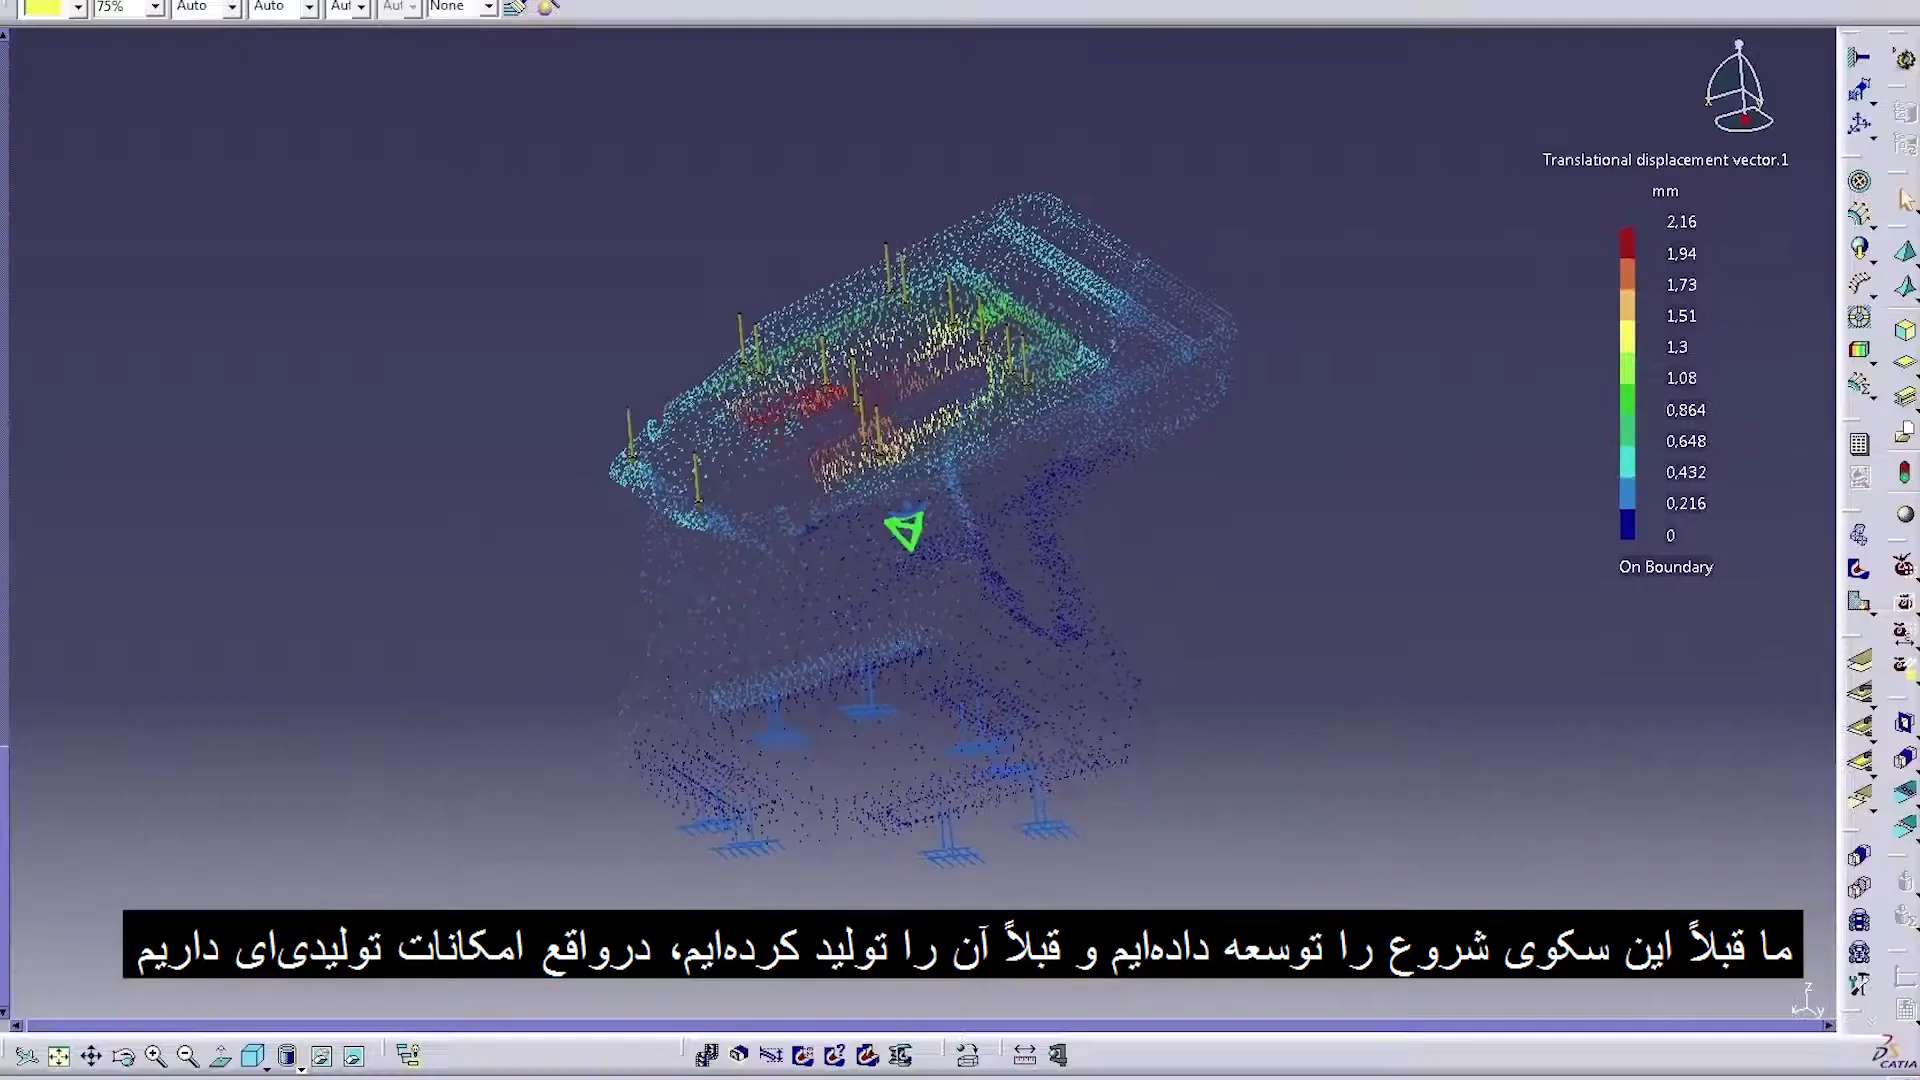 75%
Auto
Auto
Aut
Aut
None
Translational displacement vector.1
mm
2,16
1,94
1,73
1,51
1,3
1,08
0,864
0,648
0,432
0,216
0
On Boundary
ما قبلاً این سکوی شروع را توسعه داده‌ایم و قبلاً آن را تولید کرده‌ایم، درواقع امکانات تولیدی‌ای داریم
z
x
y
CATIA